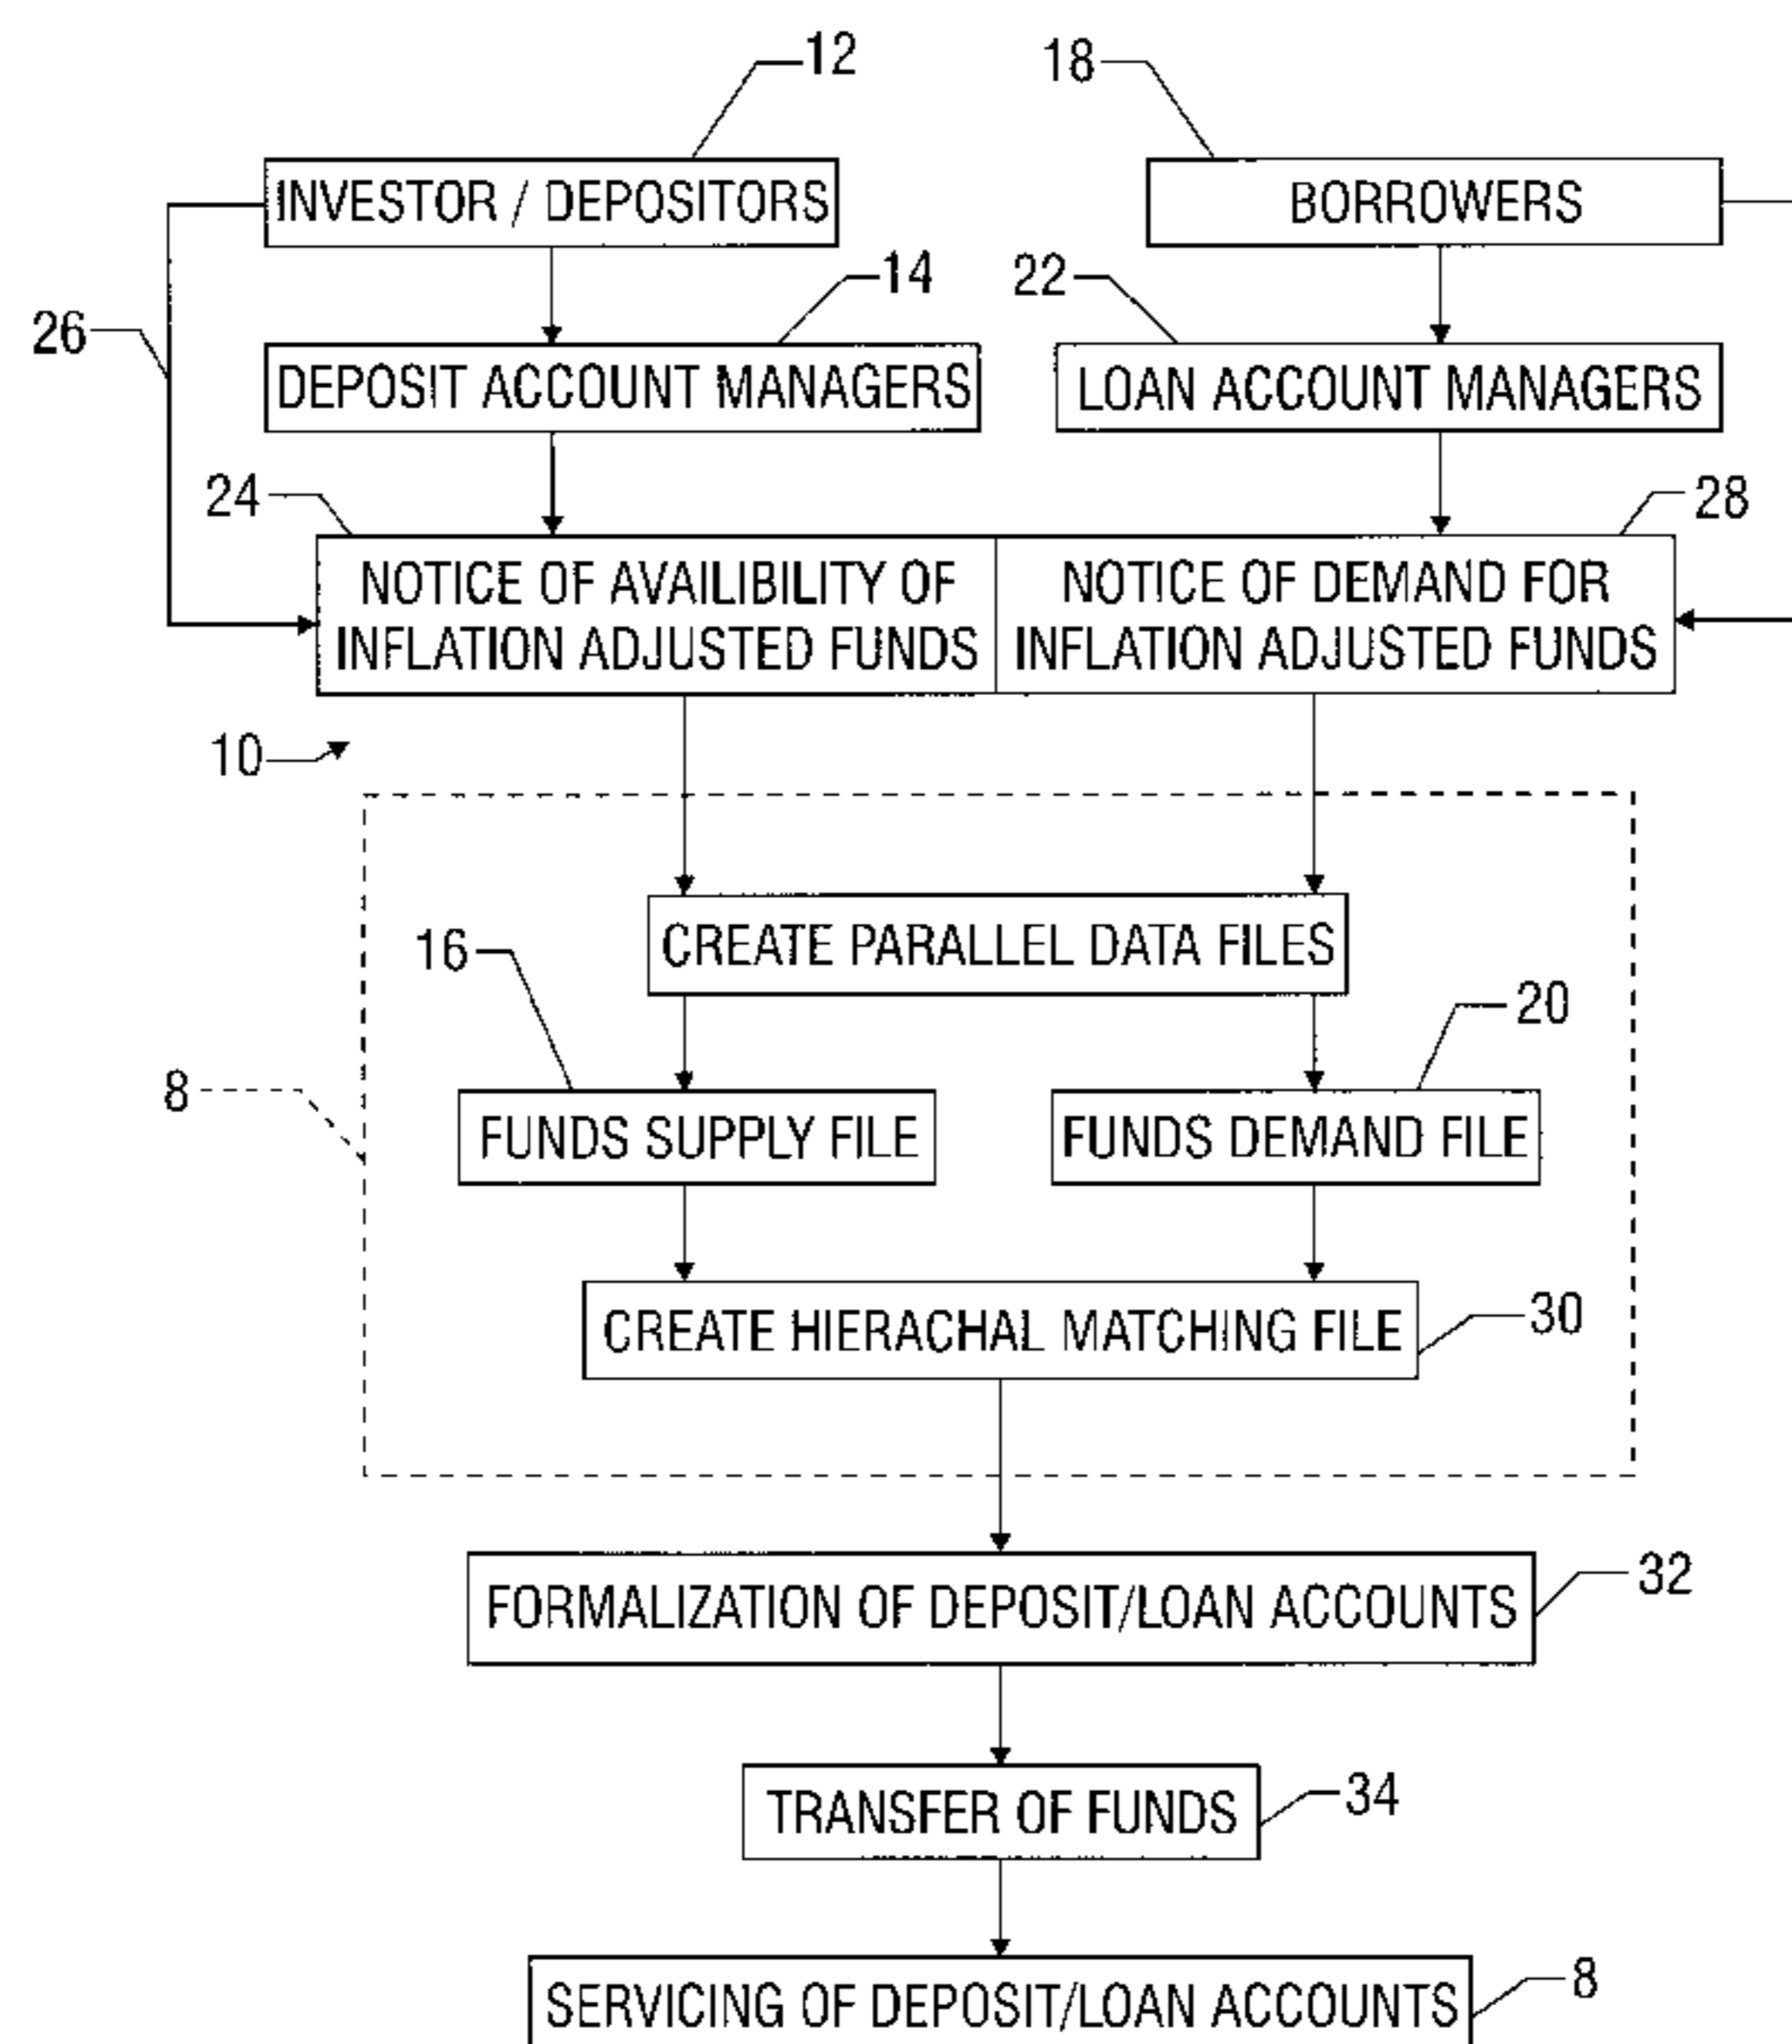 12
18
INVESTOR / DEPOSITORS
BORROWERS
14
22
26
DEPOSIT ACCOUNT MANAGERS
LOAN ACCOUNT MANAGERS
24
28
NOTICE OF AVAILIBILITY OF
INFLATION ADJUSTED FUNDS
NOTICE OF DEMAND FOR
INFLATION ADJUSTED FUNDS
10
CREATE PARALLEL DATA FILES
16
20
8
FUNDS SUPPLY FILE
FUNDS DEMAND FILE
CREATE HIERACHAL MATCHING FILE
30
FORMALIZATION OF DEPOSIT/LOAN ACCOUNTS
32
TRANSFER OF FUNDS
34
SERVICING OF DEPOSIT/LOAN ACCOUNTS
8